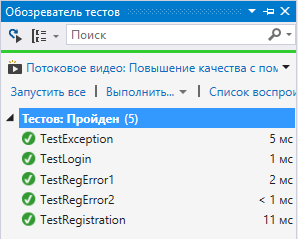 Обозреватель тестов
Поиск
Потоковое видео: Повышение качества с пом
Запустить все | Выполнить... | Список воспрои
Тестов: Пройден (5)
TestException 5 мс
TestLogin 1 мс
TestRegError1 2 мс
TestRegError2 < 1 мс
TestRegistration 11 мс